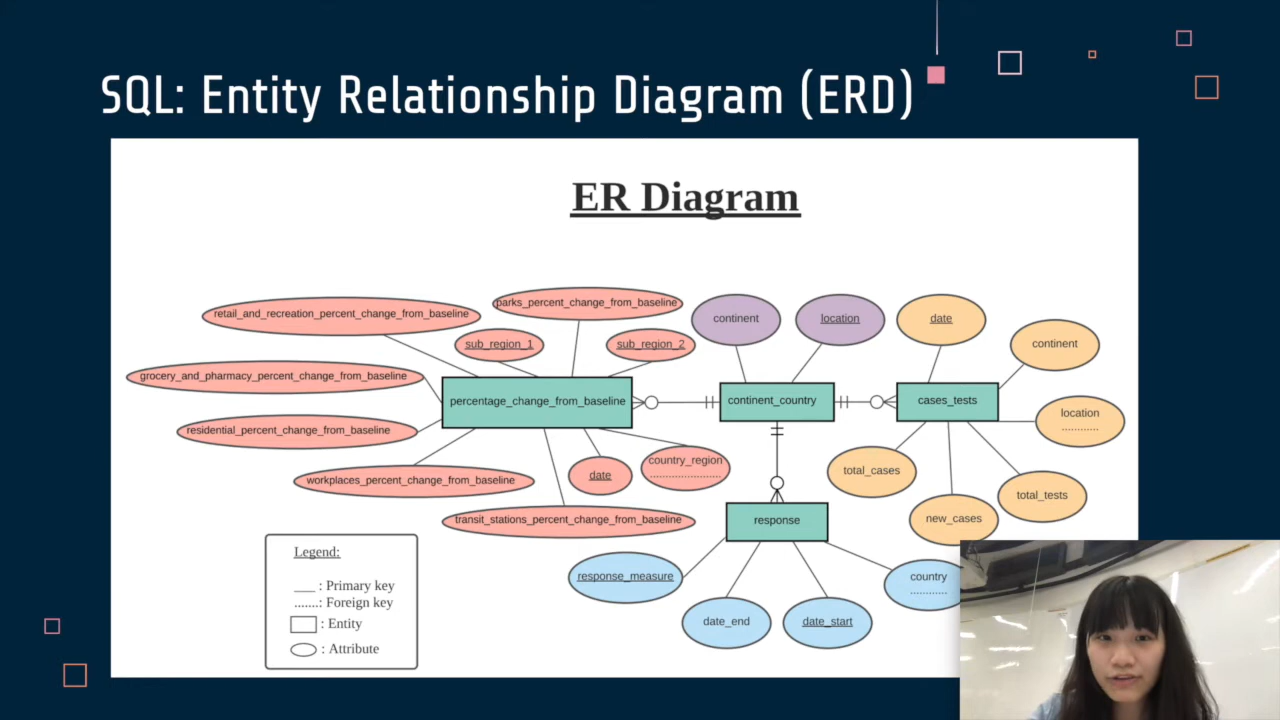 SQL: Entity Relationship Diagram (ERD)
ER Diagram
retail_and_recreation_percent_change_from_baseline
parks_percent_change_from_baseline
sub_region_1
sub_region_2
grocery_and_pharmacy_percent_change_from_baseline
percentage_change_from_baseline
residential_percent_change_from_baseline
workplaces_percent_change_from_baseline
date
country_region
transit_stations_percent_change_from_baseline
continent
location
continent_country
date
continent
cases_tests
location
total_cases
new_cases
total_tests
response
response_measure
date_end
date_start
country
Legend:
___ : Primary key
.......: Foreign key
: Entity
: Attribute